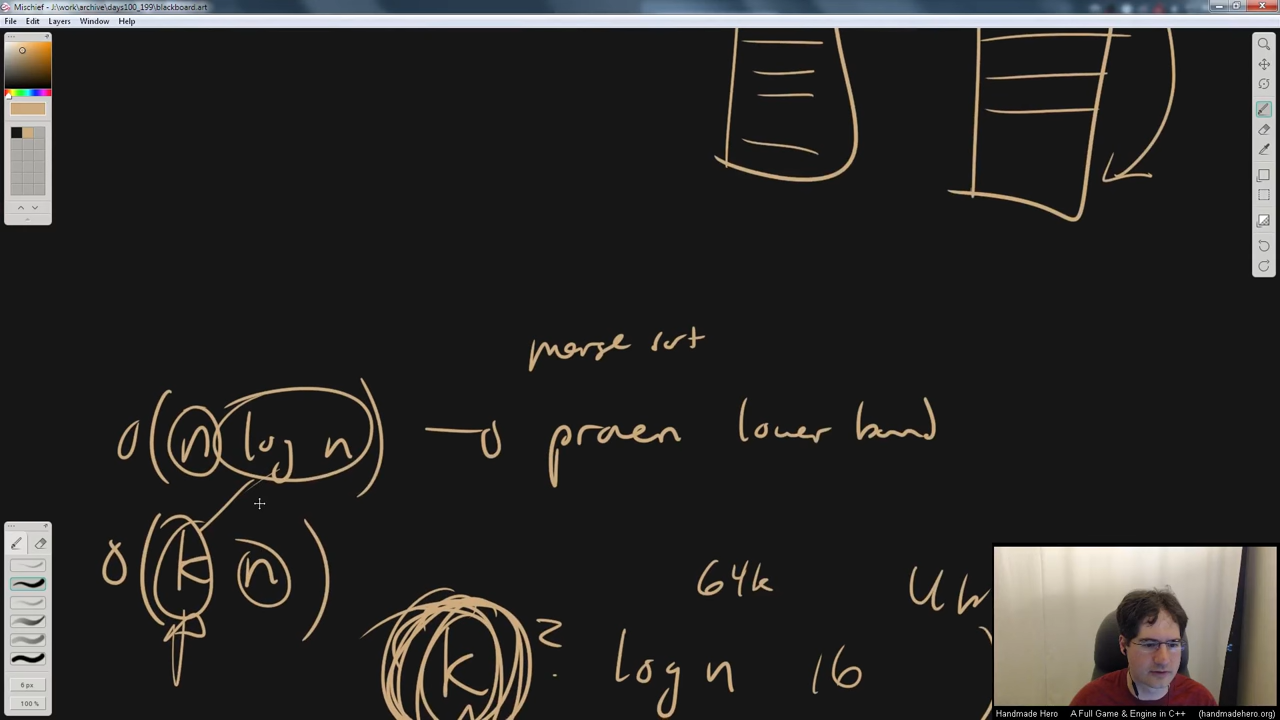 Mischief - J:\work\archive\days100_199\blackboard.art
File Edit Layers Window Help
merge sort
O(n log n) — proven lower bound
O(k n)
64k
k ? log n 16
6 px
100 %
Handmade Hero A Full Game & Engine in C++ (handmadehero.org)